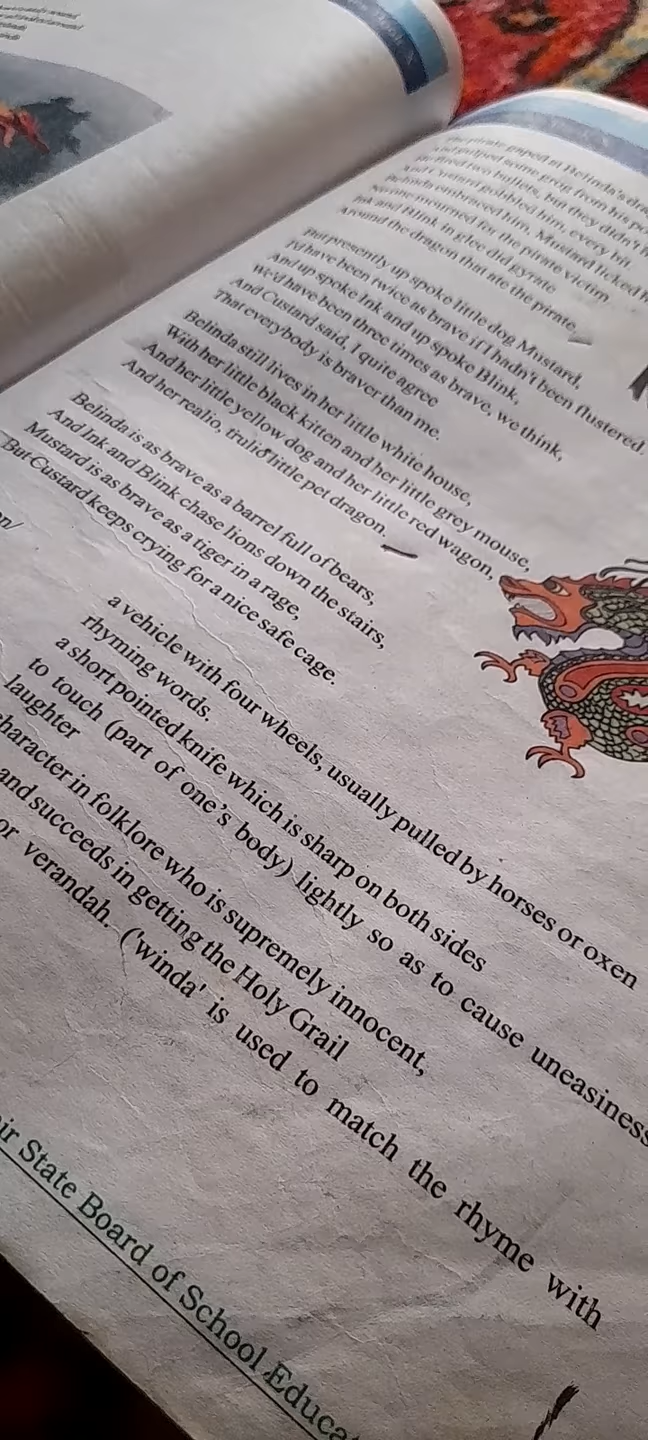 The pirate gaped at Belinda's
And gulped some grog from his
He fired two bullets, but they didn't
And Custard gobbled him, every bit.
Belinda embraced him, Mustard licked
No one mourned for the pirate victim.
Ink and Blink in glee did gyrate
Around the dragon that ate the pirate.
But presently up spoke little dog Mustard,
I'd have been twice as brave if I hadn't been flustered.
And up spoke Ink and up spoke Blink,
We'd have been three times as brave, we think,
And Custard said, I quite agree
That everybody is braver than me.
Belinda still lives in her little white house,
With her little black kitten and her little grey mouse,
And her little yellow dog and her little red wagon,
And her realio, trulio little pet dragon.
Belinda is as brave as a barrel full of bears,
And Ink and Blink chase lions down the stairs,
Mustard is as brave as a tiger in a rage,
But Custard keeps crying for a nice safe cage.
a vehicle with four wheels, usually pulled by horses or oxen
rhyming words.
a short pointed knife which is sharp on both sides
to touch (part of one's body) lightly so as to cause uneasiness
laughter
character in folklore who is supremely innocent,
and succeeds in getting the Holy Grail
or verandah. ('winda' is used to match the rhyme with
State Board of School